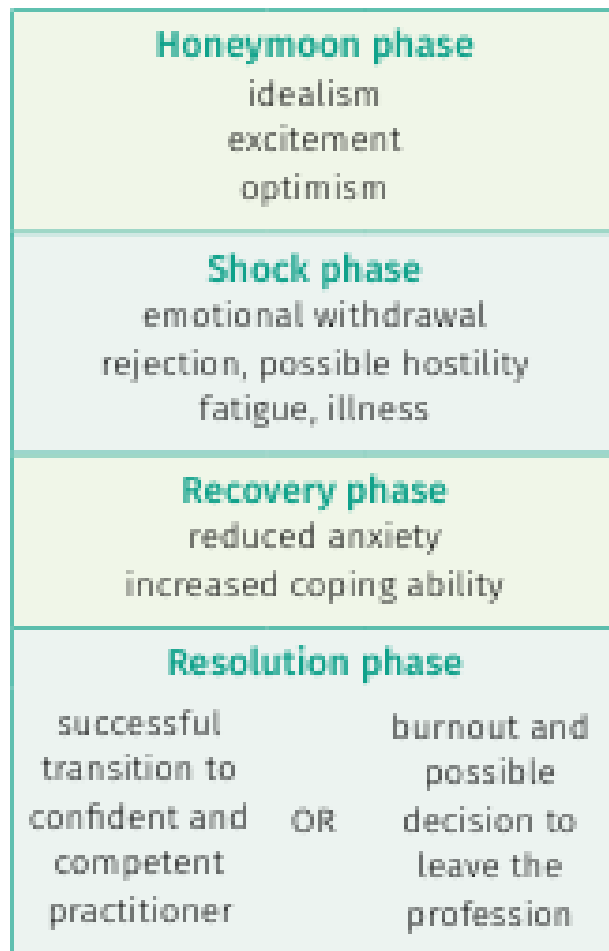 Honeymoon phase
idealism
excitement
optimism
Shock phase
emotional withdrawal
rejection, possible hostility
fatigue, illness
Recovery phase
reduced anxiety
increased coping ability
Resolution phase
successful
transition to
confident and
competent
practitioner
OR
burnout and
possible
decision to
leave the
profession